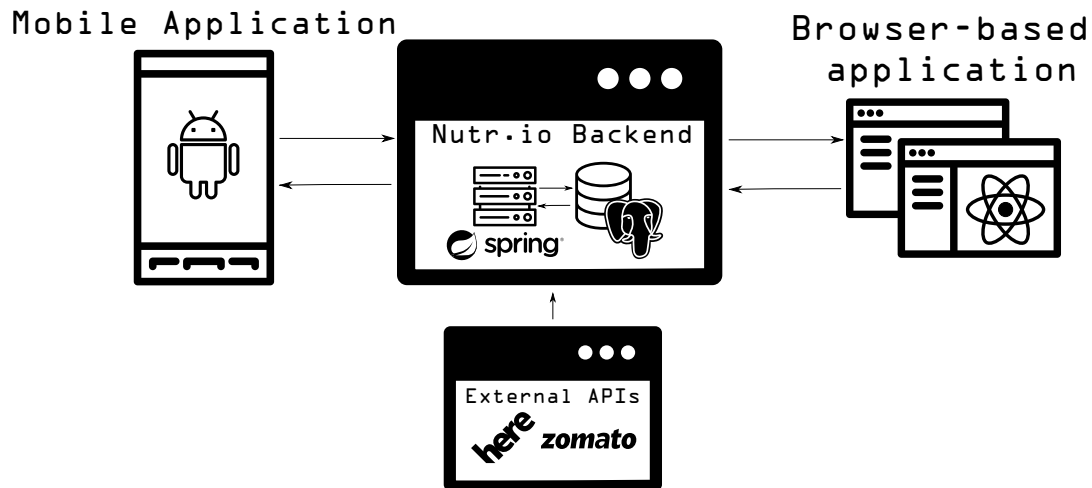 Mobile Application
Browser-based
application
Nutr.io Backend
spring
External APIs
here
zomato